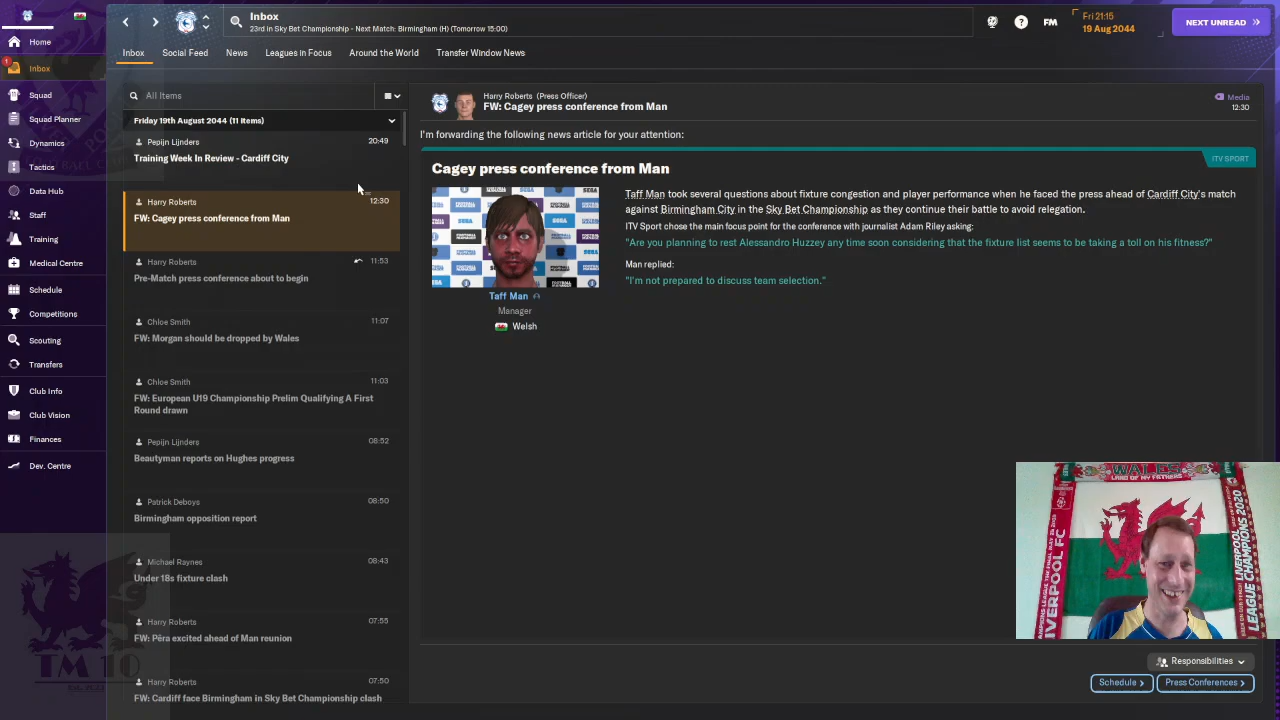 Inbox
23rd in Sky Bet Championship - Next Match: Birmingham (H) (Tomorrow 15:00)
FM
Fri 21:15
19 Aug 2044
NEXT UNREAD
Inbox
Social Feed
News
Leagues in Focus
Around the World
Transfer Window News
Home
1
Inbox
Squad
Squad Planner
Dynamics
Tactics
Data Hub
Staff
Training
Medical Centre
Schedule
Competitions
Scouting
Transfers
Club Info
Club Vision
Finances
Dev. Centre
TM 10
All Items
Friday 19th August 2044 (11 Items)
Pepijn Lijnders 20:49
Training Week In Review - Cardiff City
Harry Roberts 12:30
FW: Cagey press conference from Man
Harry Roberts 11:53
Pre-Match press conference about to begin
Chloe Smith 11:07
FW: Morgan should be dropped by Wales
Chloe Smith 11:03
FW: European U19 Championship Prelim Qualifying A First
Round drawn
Pepijn Lijnders 08:52
Beautyman reports on Hughes progress
Patrick Deboys 08:50
Birmingham opposition report
Michael Raynes 08:43
Under 18s fixture clash
Harry Roberts 07:55
FW: Pêra excited ahead of Man reunion
Harry Roberts 07:50
FW: Cardiff face Birmingham in Sky Bet Championship clash
Harry Roberts (Press Officer)
FW: Cagey press conference from Man
Media
12:30
I'm forwarding the following news article for your attention:
ITV SPORT
Cagey press conference from Man
SEGA
Taff Man
Manager
Welsh
Taff Man took several questions about fixture congestion and player performance when he faced the press ahead of Cardiff City's match
against Birmingham City in the Sky Bet Championship as they continue their battle to avoid relegation.
ITV Sport chose the main focus point for the conference with journalist Adam Riley asking:
"Are you planning to rest Alessandro Huzzey any time soon considering that the fixture list seems to be taking a toll on his fitness?"
Man replied:
"I'm not prepared to discuss team selection."
WALES
LAND OF MY FATHERS
LIVERPOOL FC
LIVERPOOL
LEAGUE CHAMPIONS 2020
Responsibilities
Schedule
Press Conferences